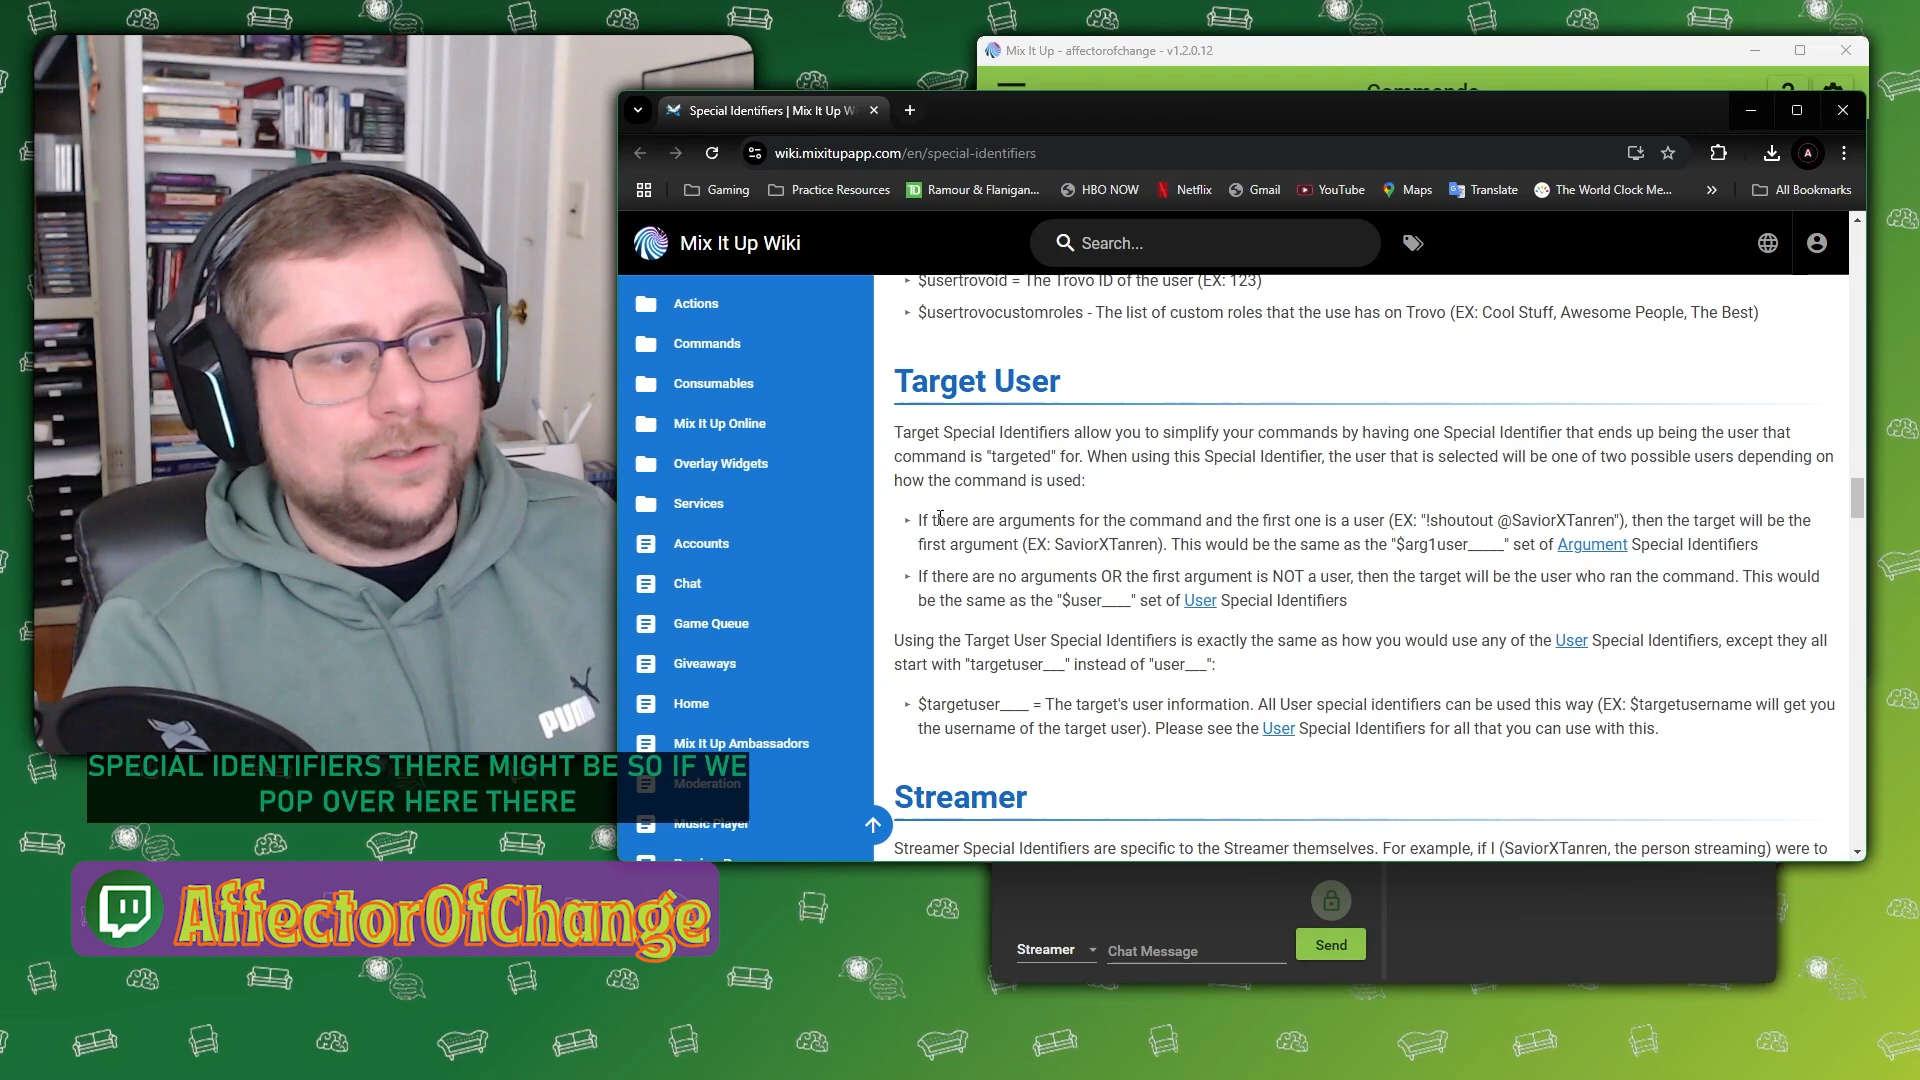 Mix It Up - affectorofchange - v1.2.0.12
Special Identifiers | Mix It Up W
wiki.mixitupapp.com/en/special-identifiers
Gaming
Practice Resources
Ramour & Flanigan...
HBO NOW
Netflix
Gmail
YouTube
Maps
Translate
The World Clock Me...
All Bookmarks
Mix It Up Wiki
Search...
Actions
Commands
Consumables
Mix It Up Online
Overlay Widgets
Services
Accounts
Chat
Game Queue
Giveaways
Home
Mix It Up Ambassadors
Moderation
Music Player
$usertrovoid = The Trovo ID of the user (EX: 123)
$usertrovocustomroles - The list of custom roles that the use has on Trovo (EX: Cool Stuff, Awesome People, The Best)
Target User
Target Special Identifiers allow you to simplify your commands by having one Special Identifier that ends up being the user that
command is "targeted" for. When using this Special Identifier, the user that is selected will be one of two possible users depending on
how the command is used:
If there are arguments for the command and the first one is a user (EX: "!shoutout @SaviorXTanren"), then the target will be the
first argument (EX: SaviorXTanren). This would be the same as the "$arg1user_____" set of Argument Special Identifiers
If there are no arguments OR the first argument is NOT a user, then the target will be the user who ran the command. This would
be the same as the "$user____" set of User Special Identifiers
Using the Target User Special Identifiers is exactly the same as how you would use any of the User Special Identifiers, except they all
start with "targetuser___" instead of "user___":
$targetuser____ = The target's user information. All User special identifiers can be used this way (EX: $targetusername will get you
the username of the target user). Please see the User Special Identifiers for all that you can use with this.
Streamer
Streamer Special Identifiers are specific to the Streamer themselves. For example, if I (SaviorXTanren, the person streaming) were to
SPECIAL IDENTIFIERS THERE MIGHT BE SO IF WE
POP OVER HERE THERE
AffectorOfChange
PUMA
Streamer
Chat Message
Send